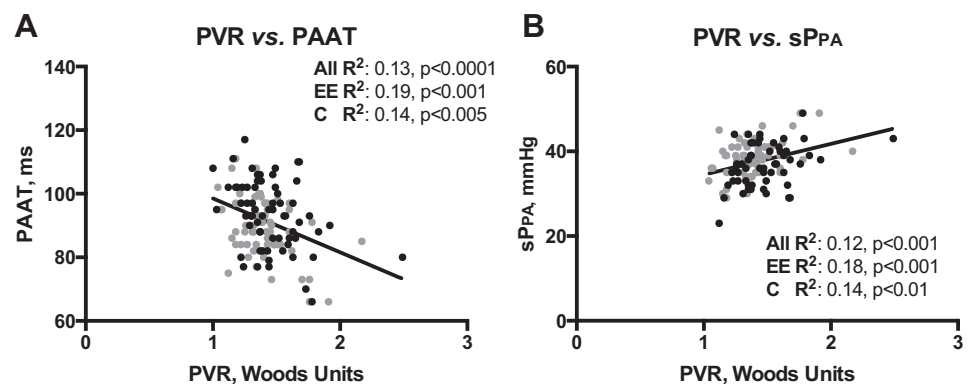 A
PVR vs. PAAT
All R²: 0.13, p<0.0001
EE R²: 0.19, p<0.001
C R²: 0.14, p<0.005
140
120
100
80
60
PAAT, ms
0
1
2
3
PVR, Woods Units
B
PVR vs. sPPA
60
40
20
0
sPPA, mmHg
All R²: 0.12, p<0.001
EE R²: 0.18, p<0.001
C R²: 0.14, p<0.01
0
1
2
3
PVR, Woods Units